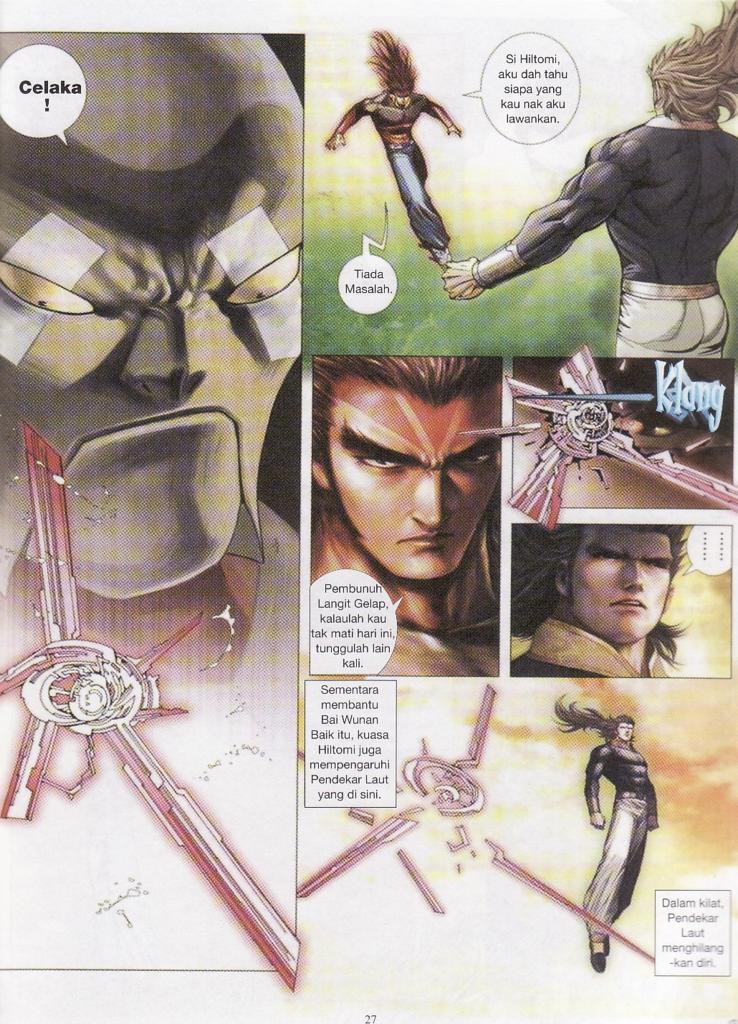 Celaka
!
Si Hiltomi,
aku dah tahu
siapa yang
kau nak aku
lawankan.
Tiada
Masalah.
Klang
Pembunuh
Langit Gelap,
kalaulah kau
tak mati hari ini,
tunggulah lain
kali.
Sementara
membantu
Bai Wunan
Baik itu, kuasa
Hiltomi juga
mempengaruhi
Pendekar Laut
yang di sini.
Dalam kilat,
Pendekar
Laut
menghilang
-kan diri.
27